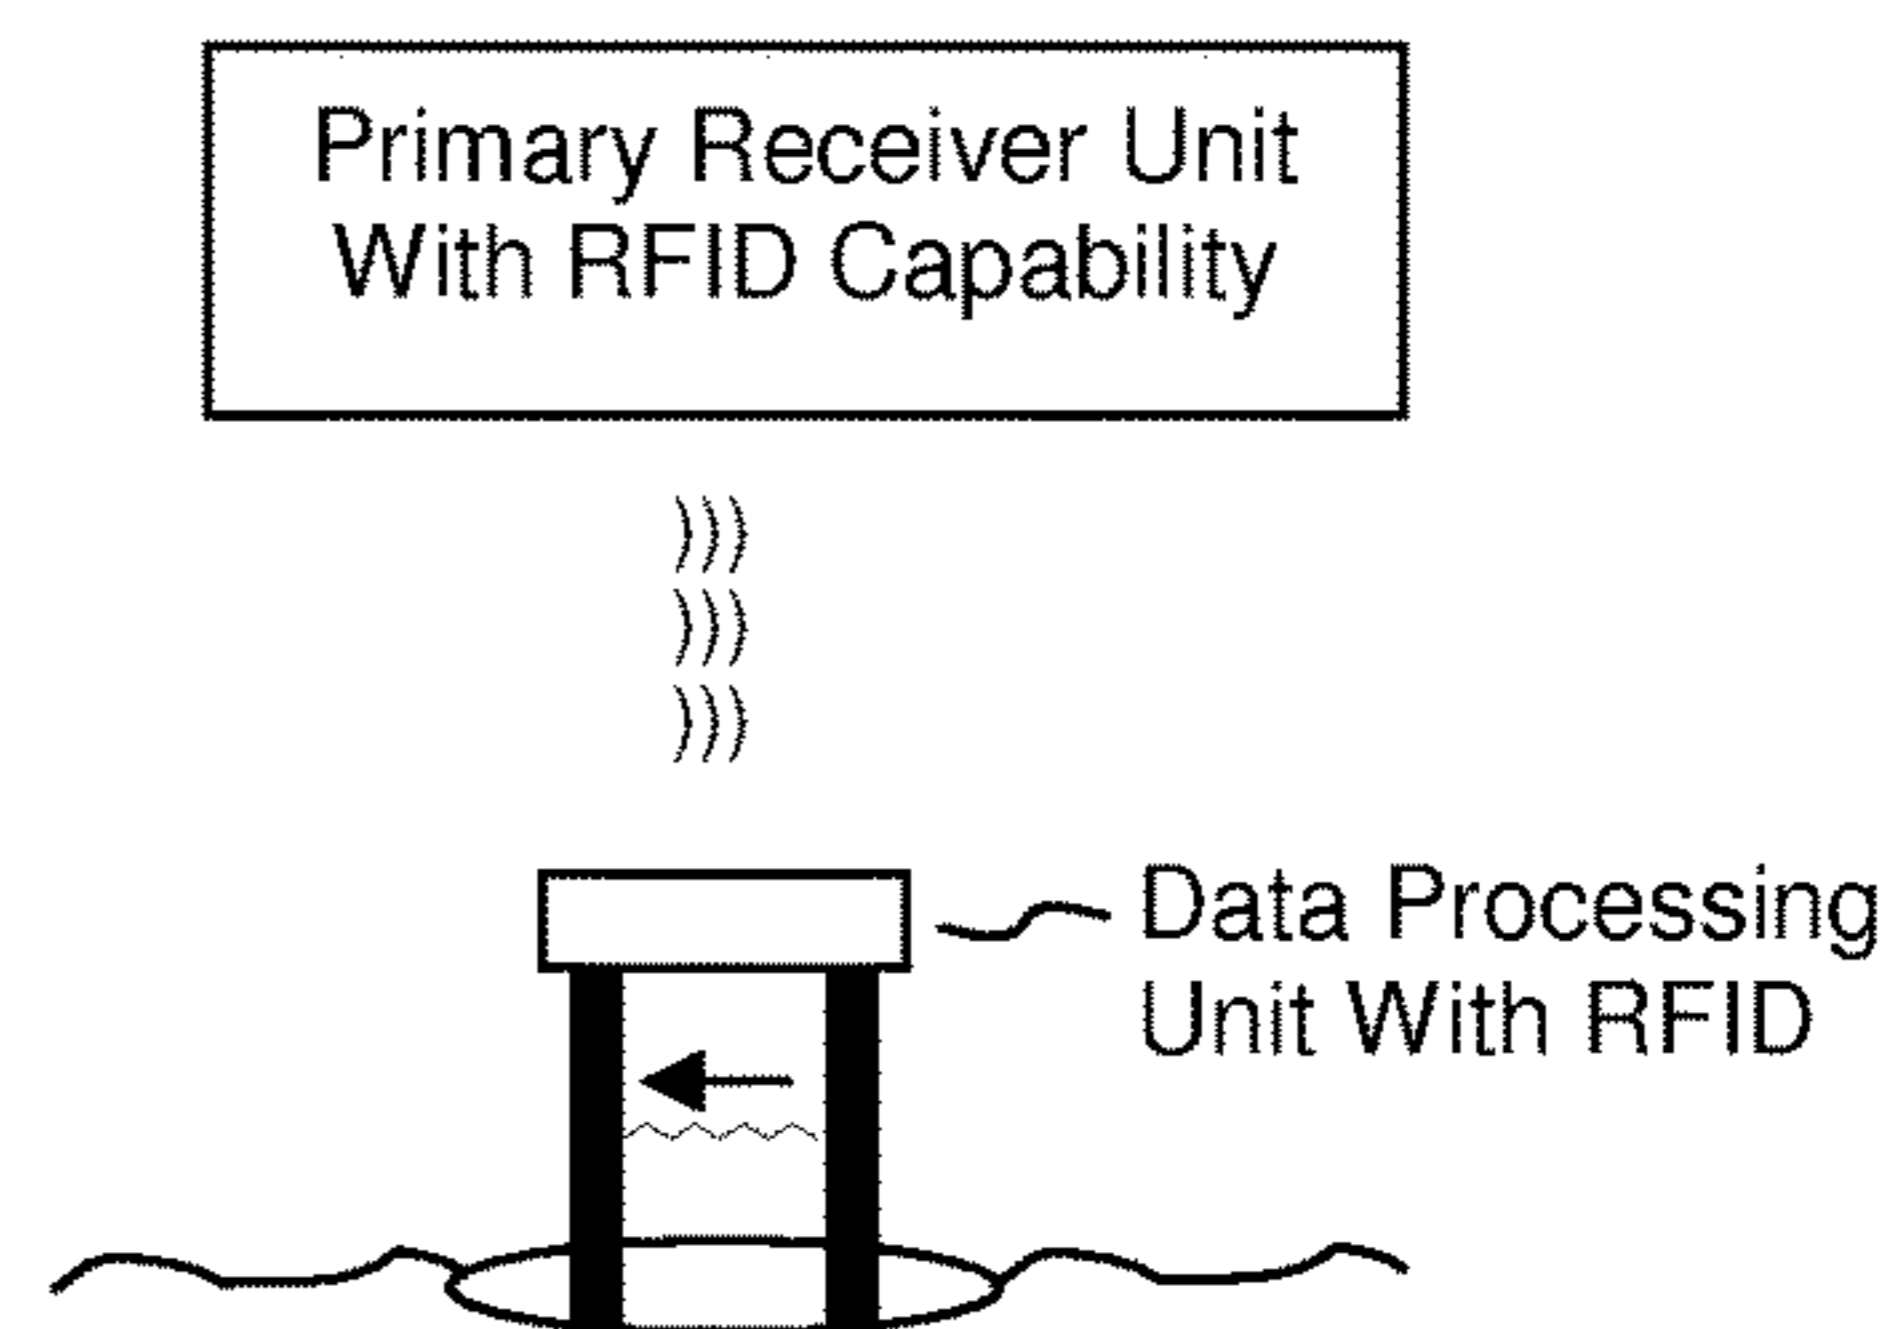 Primary Receiver Unit
With RFID Capability
Data Processing
Unit With RFID